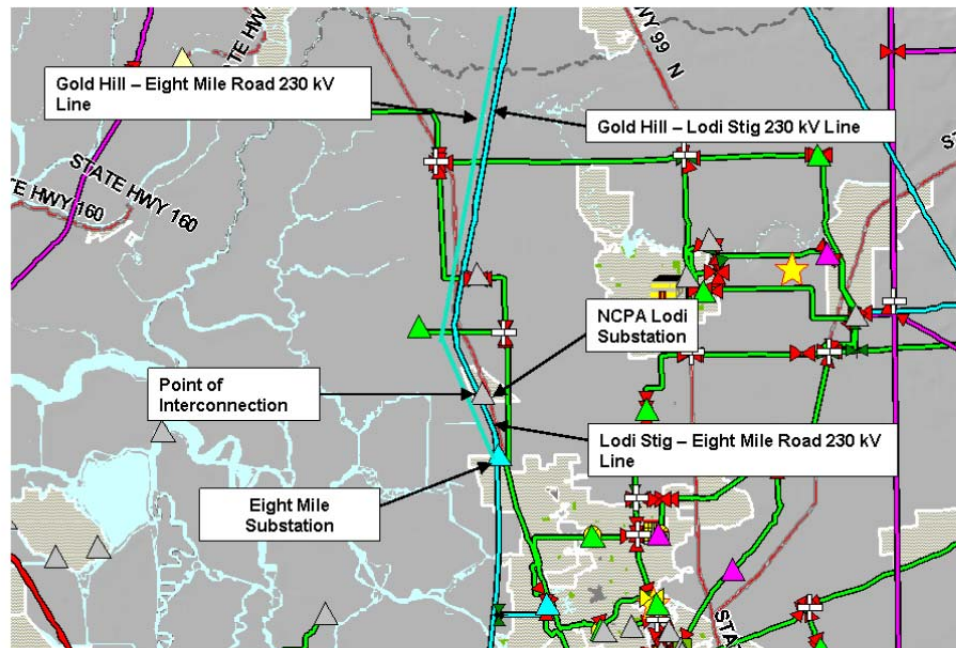 STATE HWY
HWY 99 N
Gold Hill – Eight Mile Road 230 kV
Line
Gold Hill – Lodi Stig 230 kV Line
STATE HWY 160
TE HWY 160
NCPA Lodi
Substation
Point of
Interconnection
Lodi Stig – Eight Mile Road 230 kV
Line
Eight Mile
Substation